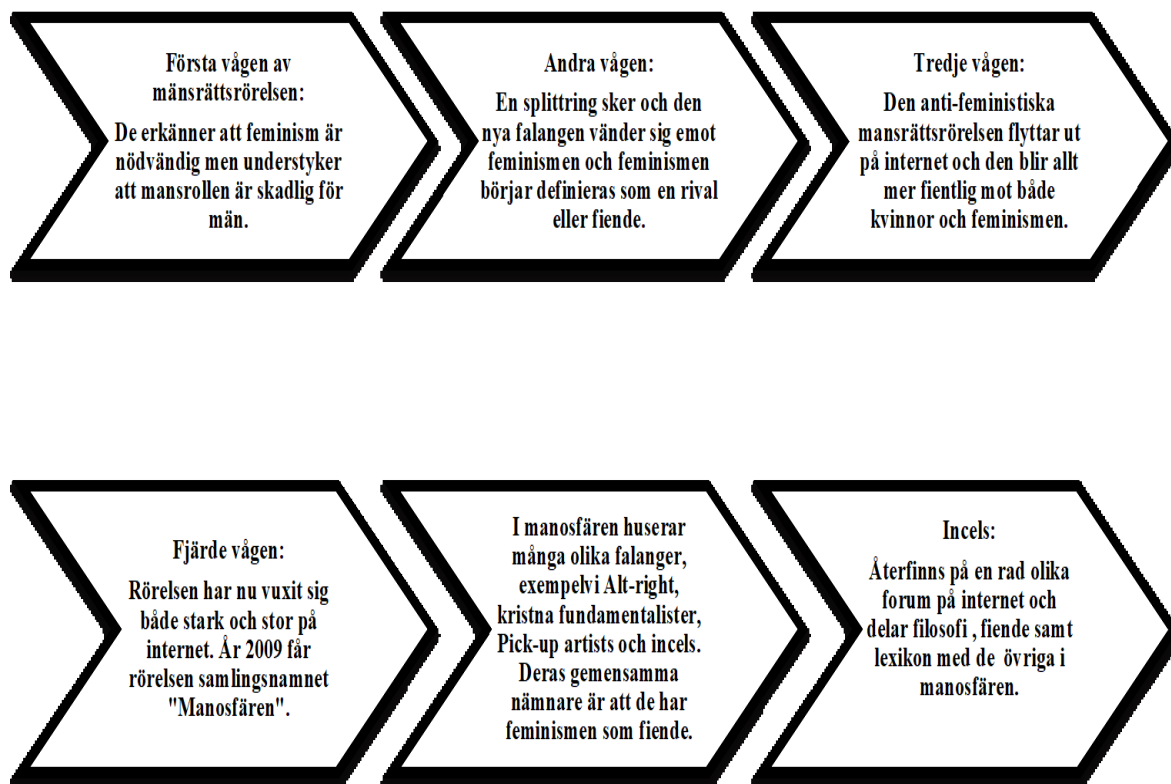 Första vågen av
mänsrättsrörelsen:
De erkänner att feminism är
nödvändig men understyker
att mansrollen är skadlig för
män.
Andra vågen:
En splittring sker och den
nya falangen vänder sig emot
feminismen och feminismen
börjar definieras som en rival
eller fiende.
Tredje vågen:
Den anti-feministiska
mansrättsrörelsen flyttar ut
på internet och den blir allt
mer fientlig mot både
kvinnor och feminismen.
Fjärde vågen:
Rörelsen har nu vuxit sig
både stark och stor på
internet. År 2009 får
rörelsen samlingsnamnet
"Manosfären".
I manosfären huserar
många olika falanger,
exempelvi Alt-right,
kristna fundamentalister,
Pick-up artists och incels.
Deras gemensamma
nämnare är att de har
feminismen som fiende.
Incels:
Återfinns på en rad olika
forum på internet och
delar filosofi , fiende samt
lexikon med de övriga i
manosfären.